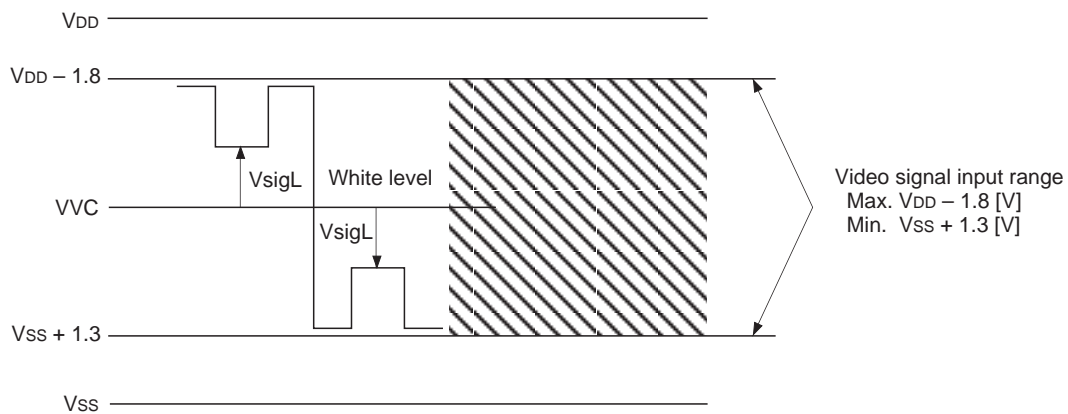 VDD
VDD – 1.8
VsigL
White level
VVC
VsigL
Video signal input range
Max. VDD – 1.8 [V]
Min. VSS + 1.3 [V]
VSS + 1.3
VSS